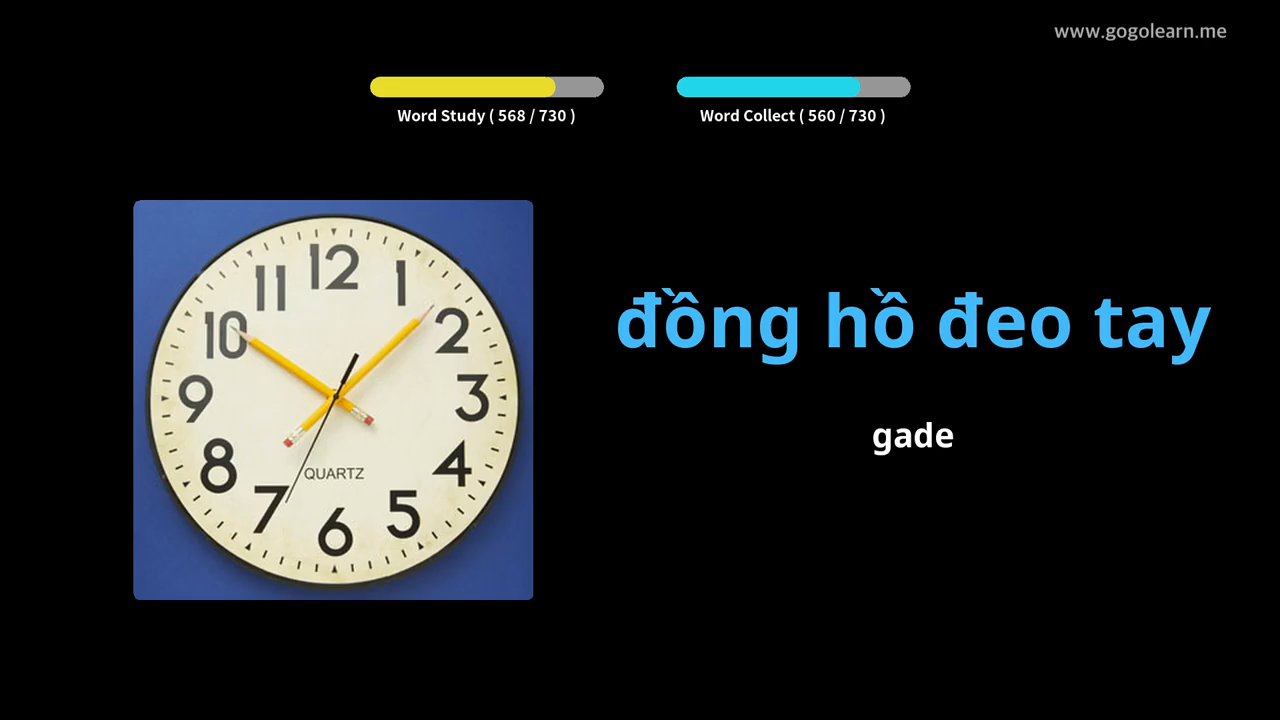 www.gogolearn.me
Word Study ( 568 / 730 )
Word Collect ( 560 / 730 )
đồng hồ đeo tay
gade
12
11
1
10
2
9
3
8
4
QUARTZ
7
5
6